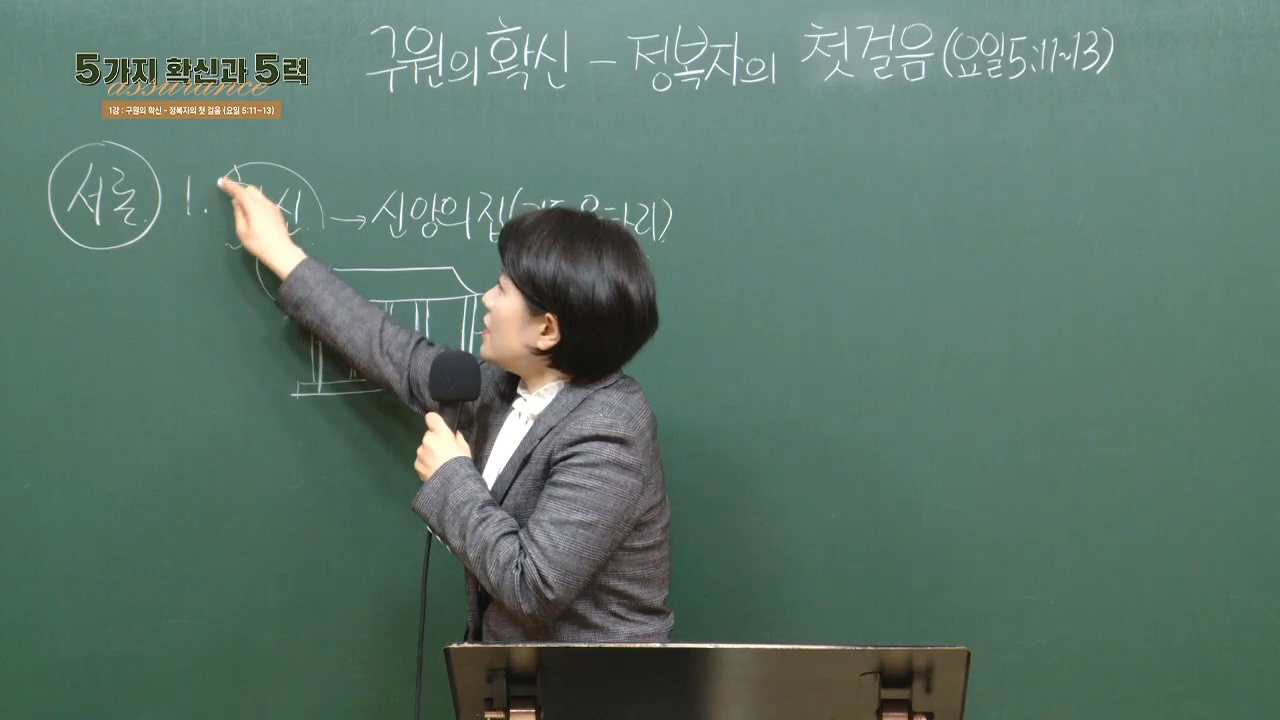 구원의 확신 - 정복자의 첫걸음 (요일5:11~13)
5가지 확신과 5력
assurance
1강 : 구원의 확신 - 정복자의 첫 걸음 (요일 5:11~13)
서론 1. 신 → 신앙의 집(